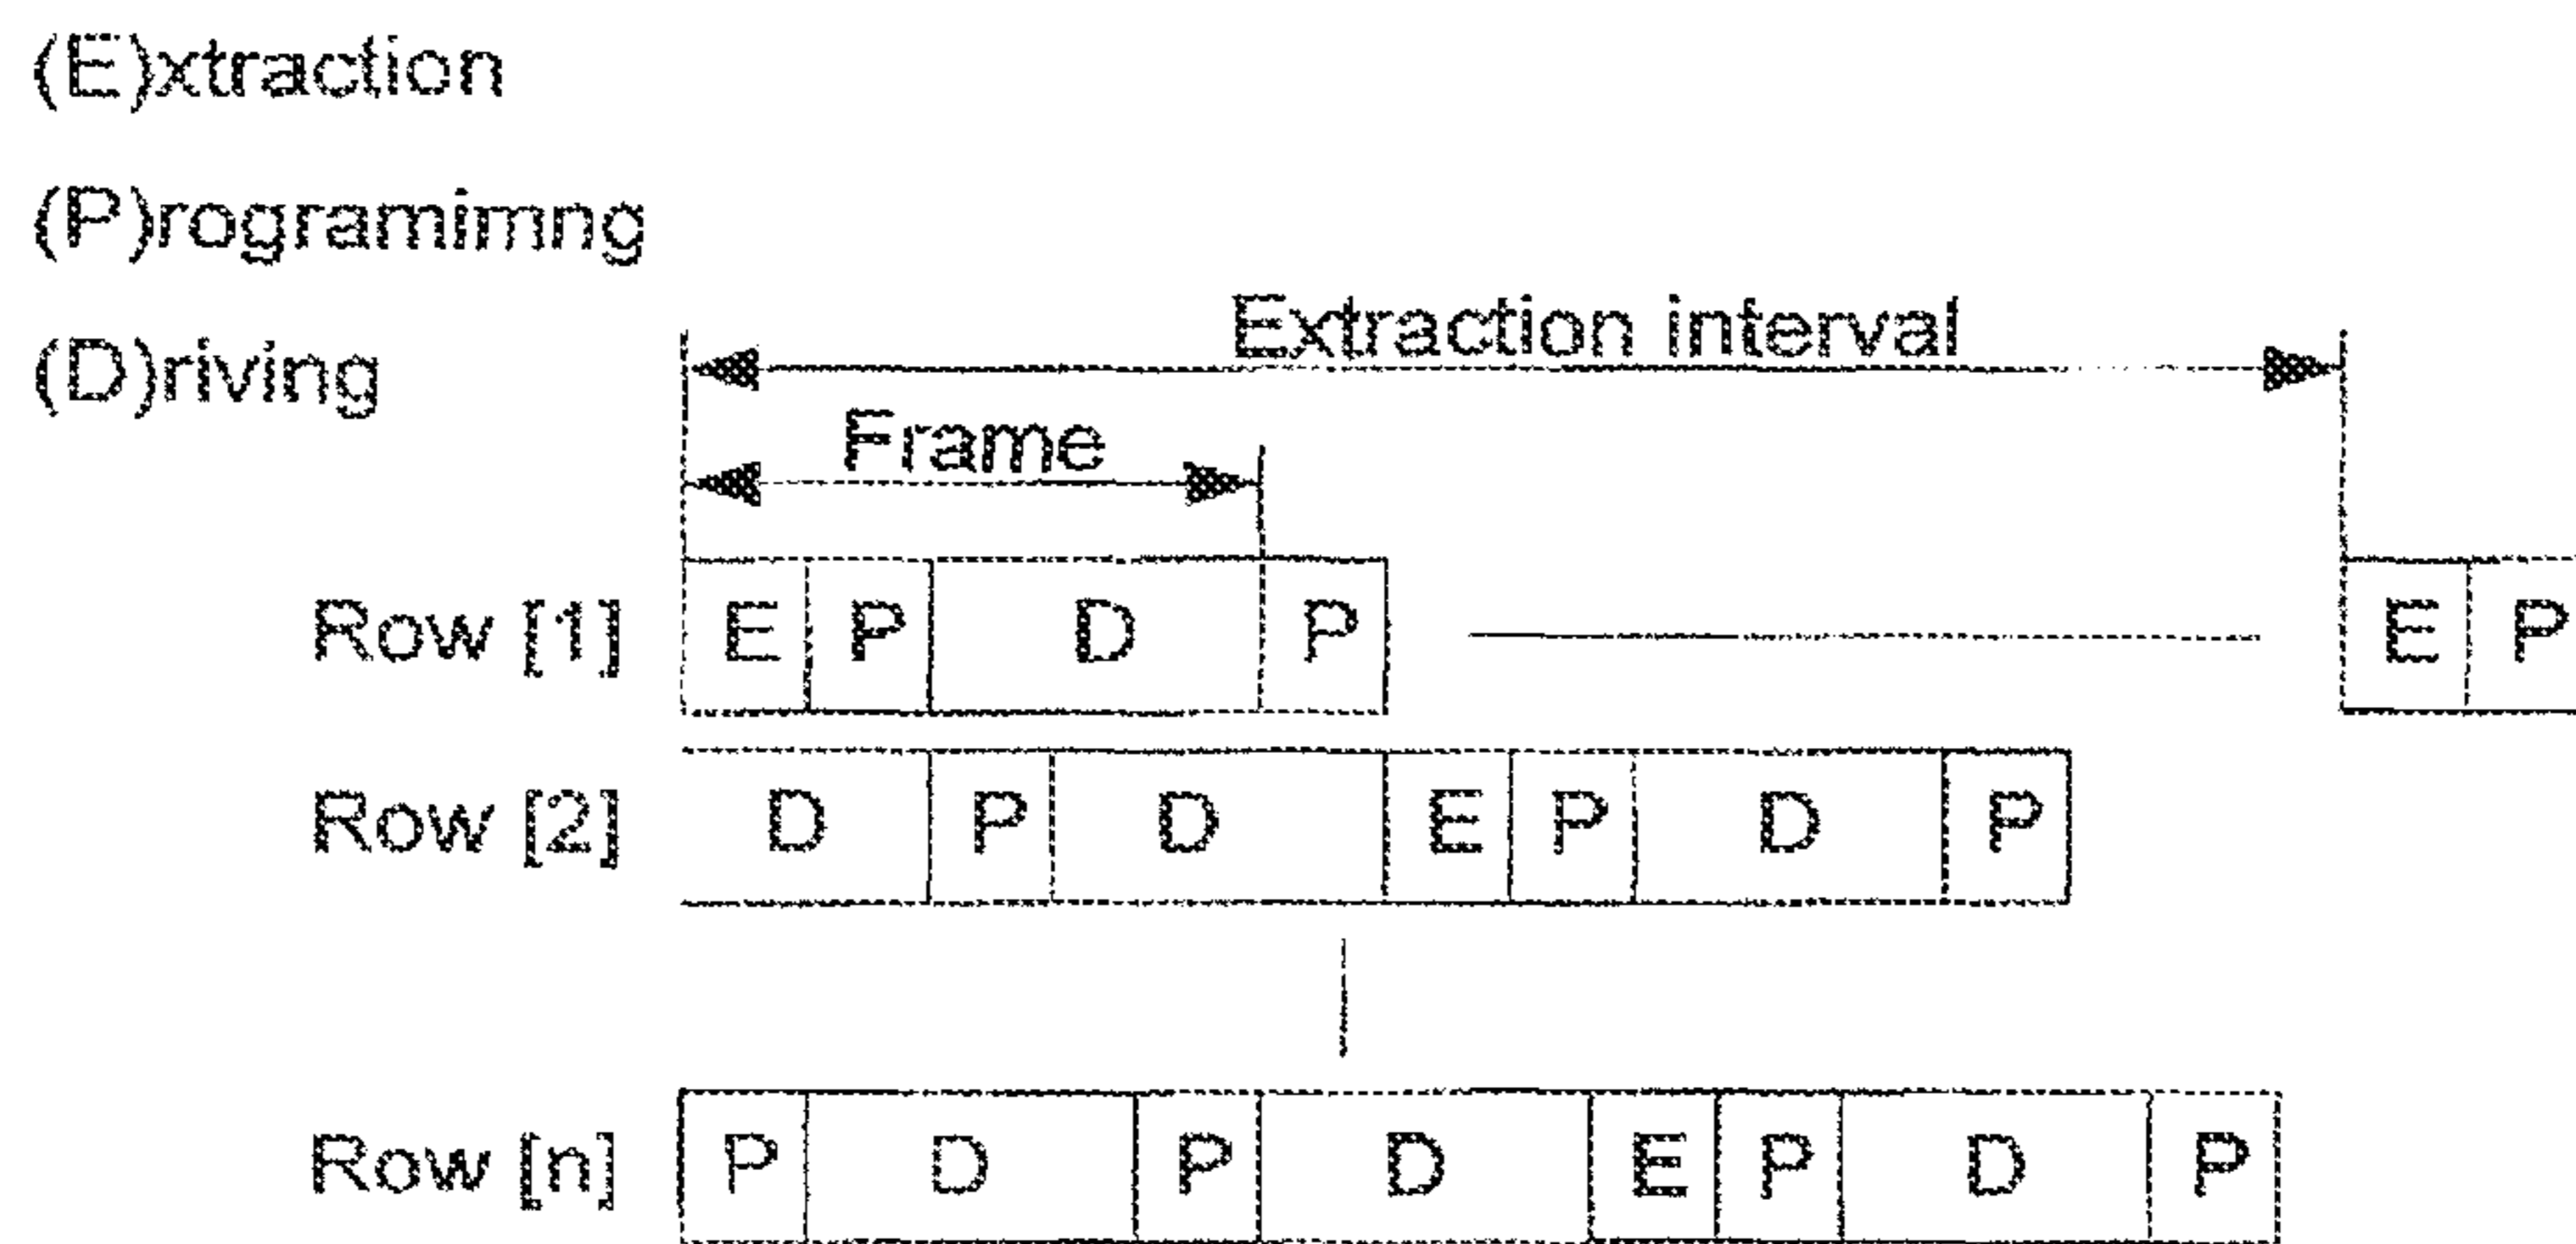 (E)xtraction
(P)rogramimng
(D)riving
Extraction interval
Frame
Row [1] E P D P E P
Row [2] D P D E P D P
Row [n] P D P D E P D P